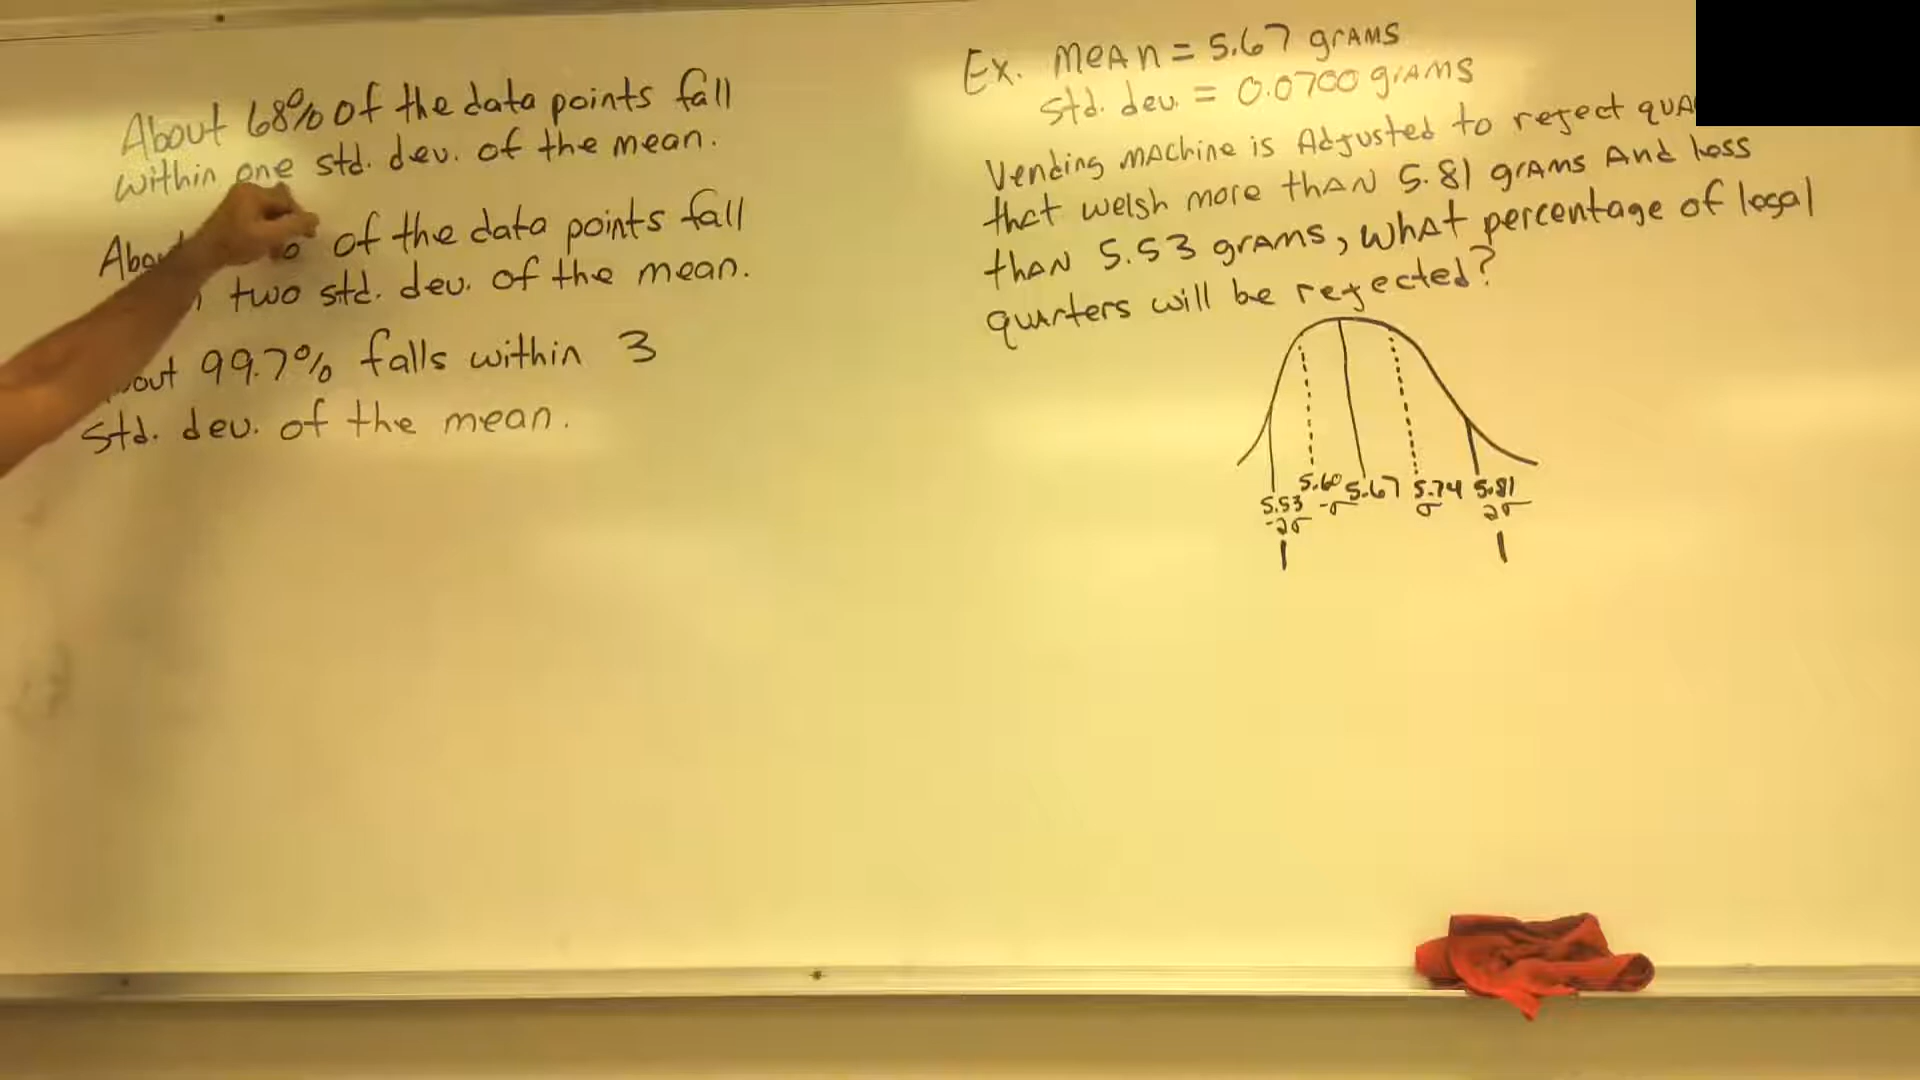 About 68% of the data points fall
within one std. dev. of the mean.
of the data points fall
two std. dev. of the mean.
99.7% falls within 3
std. dev. of the mean.
Ex. mean = 5.67 grams
std. dev. = 0.0700 grams
Vending machine is Adjusted to reject
that weigh more than 5.81 grams And less
than 5.53 grams, what percentage of legal
quarters will be rejected?
5.53 5.60 5.67 5.74 5.81
-2σ -σ σ 2σ